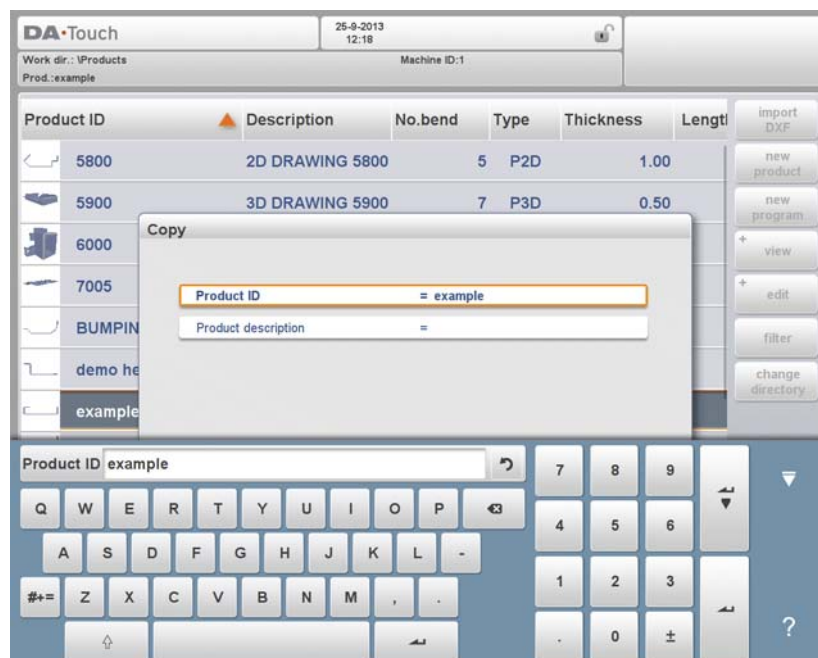 DA·Touch
25-9-2013
12:18
Work dir.: \Products
Machine ID:1
Prod.:example
Product ID Description No.bend Type Thickness Lengt
5800 2D DRAWING 5800 5 P2D 1.00
5900 3D DRAWING 5900 7 P3D 0.50
6000
7005
BUMPIN
demo he
example
import
DXF
new
product
new
program
+ view
+ edit
filter
change
directory
Copy
Product ID = example
Product description =
Product ID example
Q W E R T Y U I O P
A S D F G H J K L -
#+= Z X C V B N M , .
7 8 9
4 5 6
1 2 3
. 0 ±
?